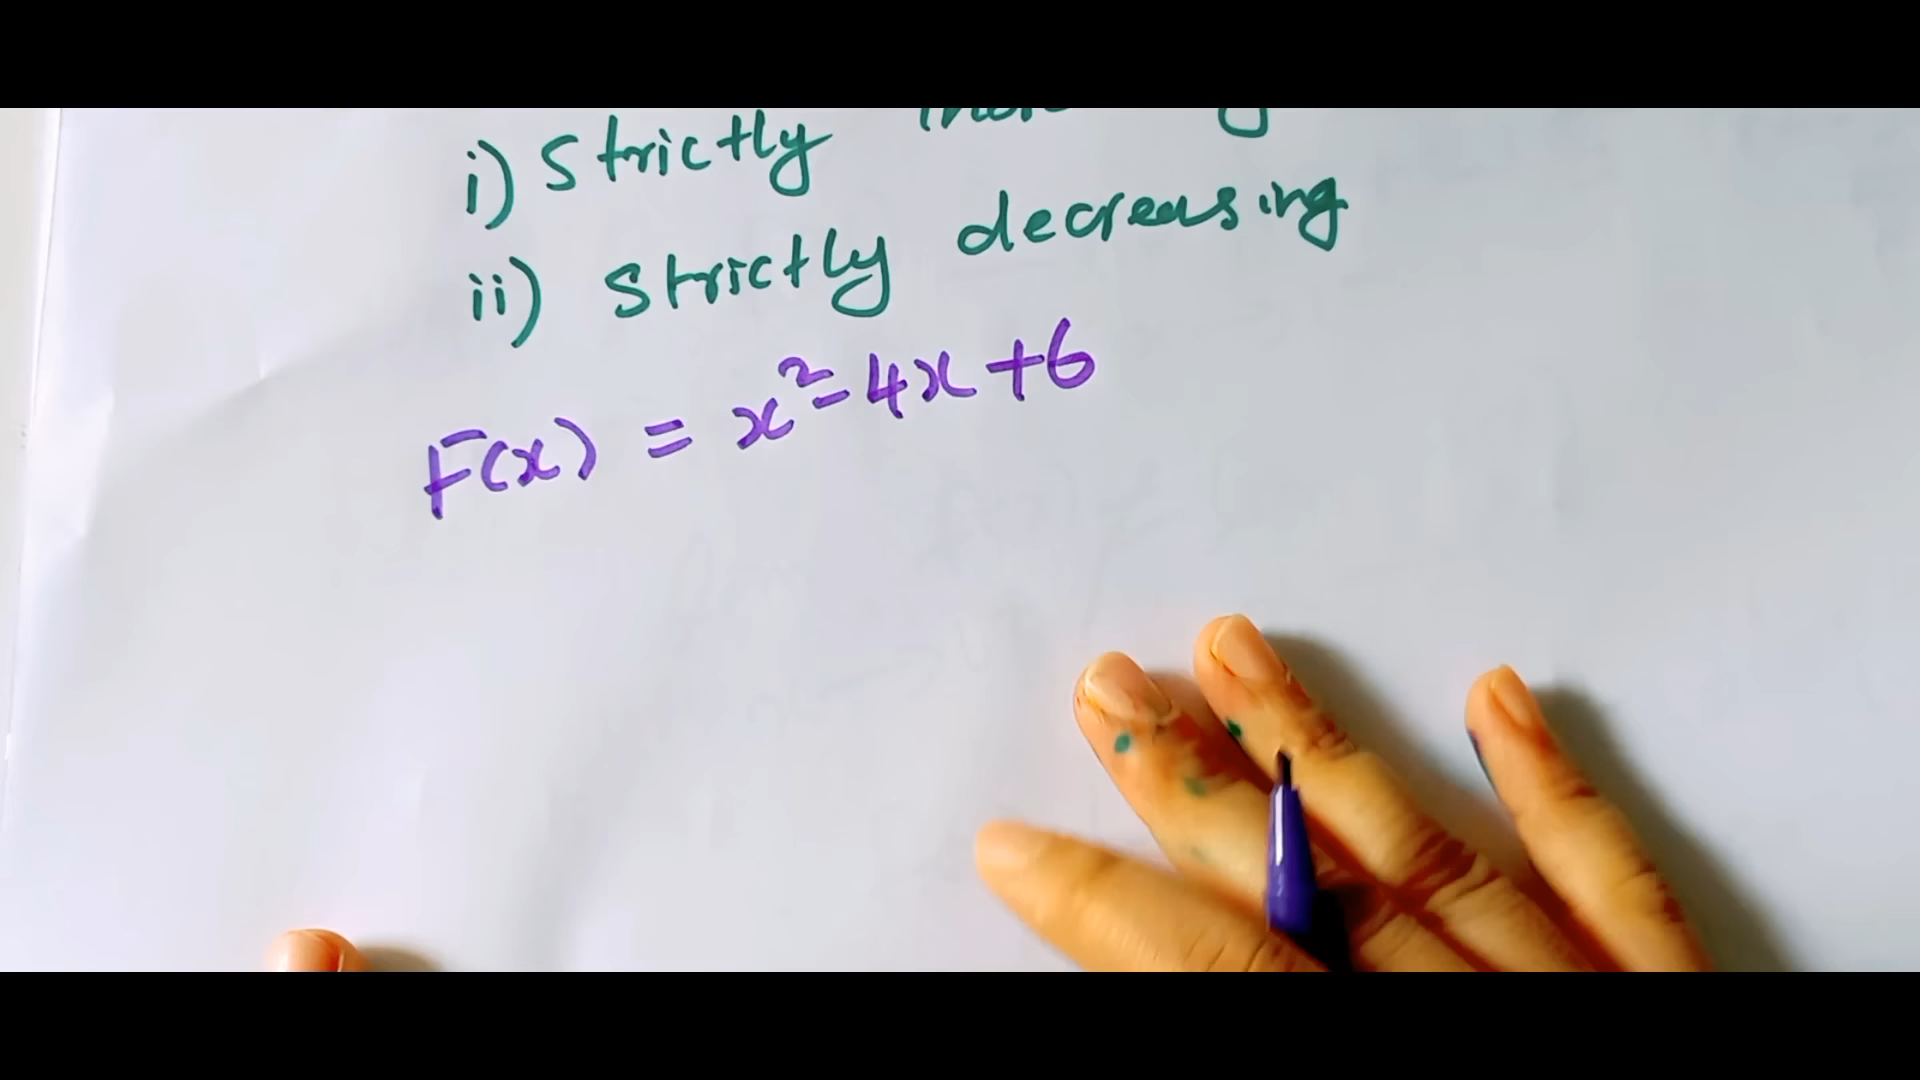 i) Strictly
ii) Strictly decreasing
F(x) = x² - 4x + 6